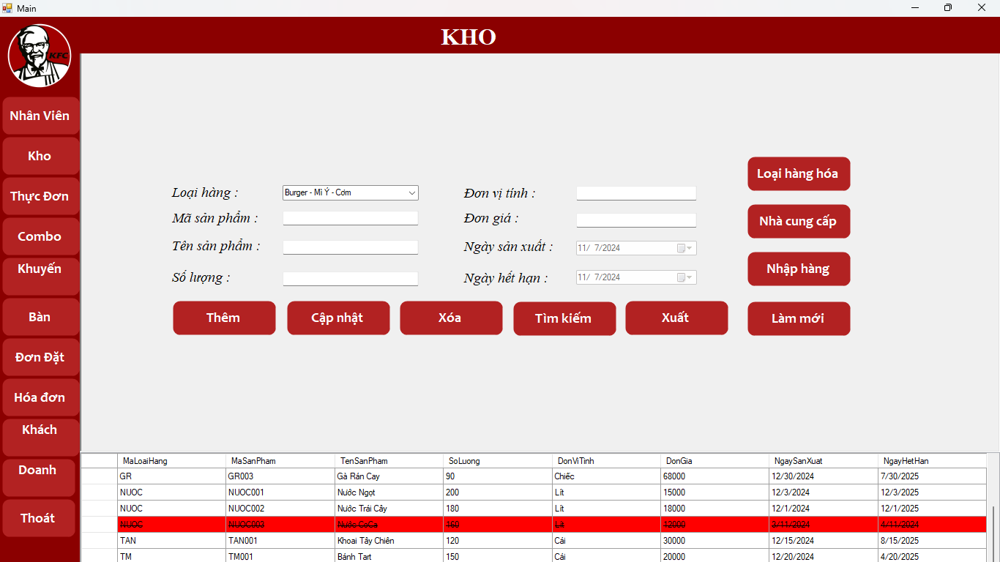 Main
KHO
KFC
Nhân Viên
Kho
Thực Đơn
Combo
Khuyến
Bàn
Đơn Đặt
Hóa đơn
Khách
Doanh
Thoát
Loại hàng : Burger - Mì Ý - Cơm Đơn vị tính :
Mã sản phẩm : Đơn giá :
Tên sản phẩm : Ngày sản xuất : 11/ 7/2024
Số lượng : Ngày hết hạn : 11/ 7/2024
Loại hàng hóa
Nhà cung cấp
Nhập hàng
Thêm Cập nhật Xóa Tìm kiếm Xuất Làm mới
MaLoaiHang MaSanPham TenSanPham SoLuong DonViTinh DonGia NgaySanXuat NgayHetHan
GR GR003 Gà Rán Cay 90 Chiếc 68000 12/30/2024 7/30/2025
NUOC NUOC001 Nước Ngọt 200 Lít 15000 12/3/2024 12/3/2025
NUOC NUOC002 Nước Trái Cây 180 Lít 18000 12/1/2024 12/1/2025
NUOC NUOC003 Nước CoCa 160 Lít 12000 3/11/2024 4/11/2024
TAN TAN001 Khoai Tây Chiên 120 Cái 30000 12/15/2024 8/15/2025
TM TM001 Bánh Tart 150 Cái 20000 12/20/2024 4/20/2025